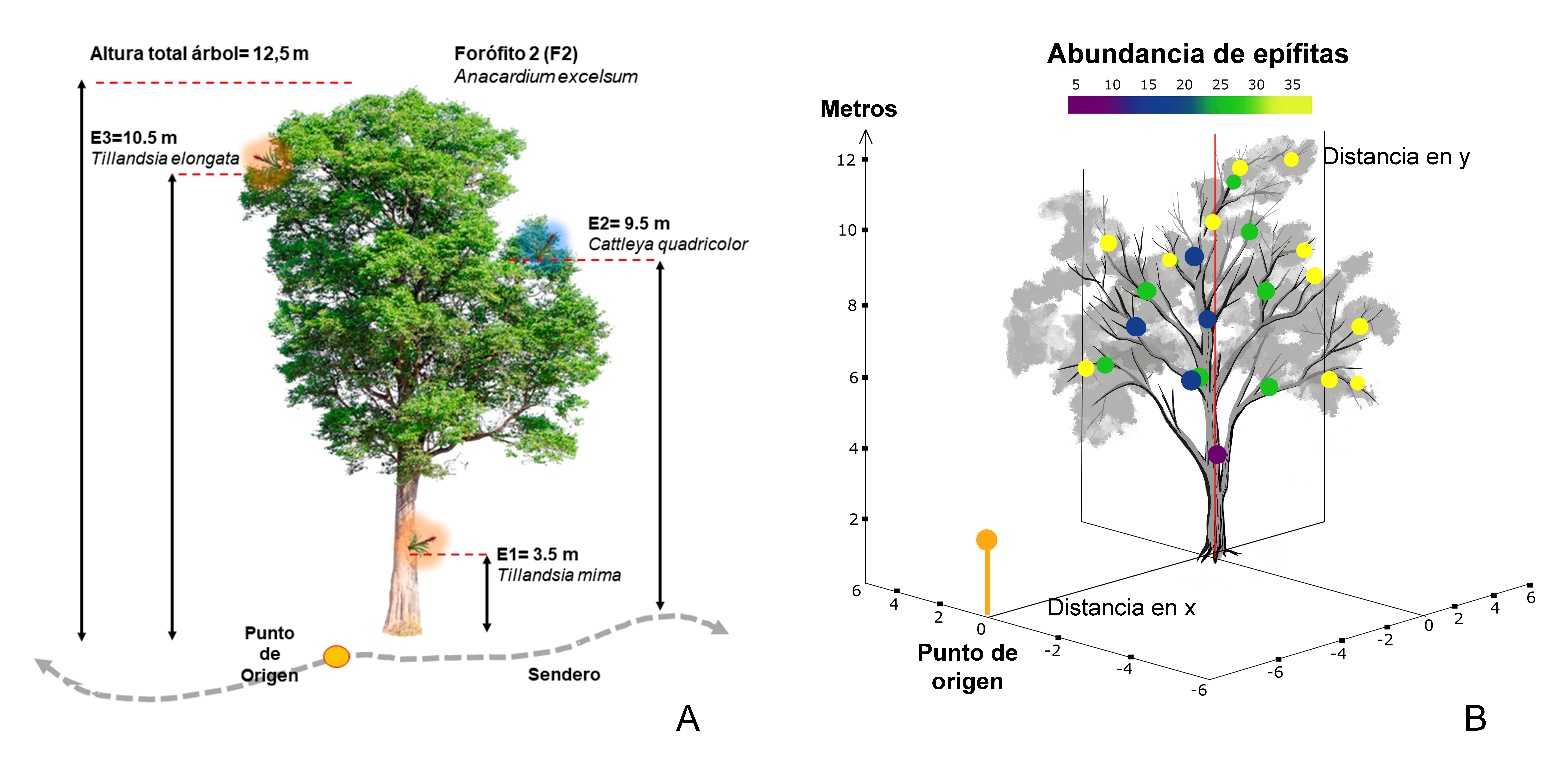 Altura total árbol= 12,5 m
Forófito 2 (F2)
Anacardium excelsum
E3=10.5 m
Tillandsia elongata
E2= 9.5 m
Cattleya quadricolor
E1= 3.5 m
Tillandsia mima
Punto
de
Origen
Sendero
A
Abundancia de epífitas
5 10 15 20 25 30 35
Metros
12
10
8
6
4
2
Distancia en y
6 4 2 0 -2 -4 -6
-6 -4 -2 0 2 4 6
Distancia en x
Punto de
origen
B